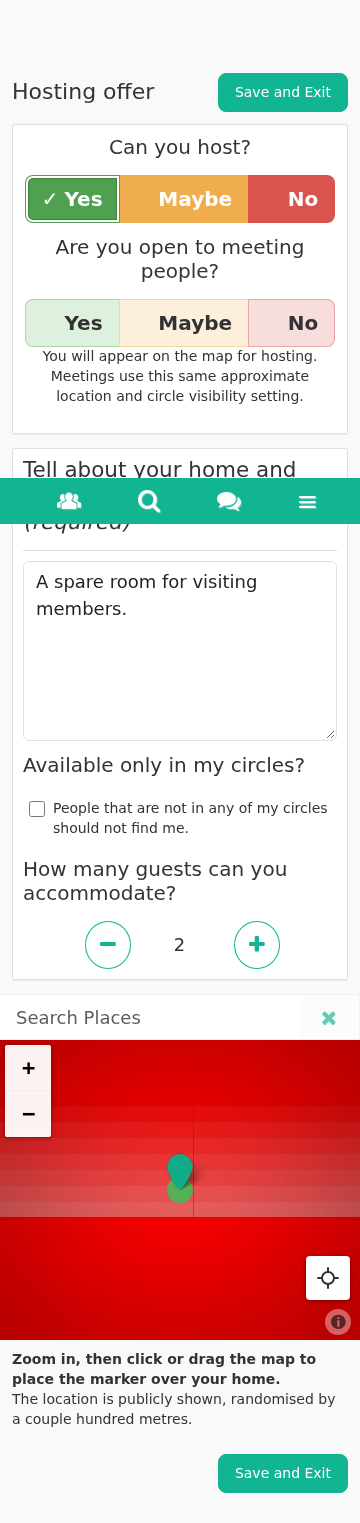 Hosting offer
Save and Exit
Can you host?
✓ Yes
Maybe
No
Are you open to meeting
people?
Yes
Maybe
No
You will appear on the map for hosting.
Meetings use this same approximate
location and circle visibility setting.
Tell about your home and
(required)
A spare room for visiting
members.
Available only in my circles?
People that are not in any of my circles
should not find me.
How many guests can you
accommodate?
2
Search Places
+
−
Zoom in, then click or drag the map to
place the marker over your home.
The location is publicly shown, randomised by
a couple hundred metres.
Save and Exit